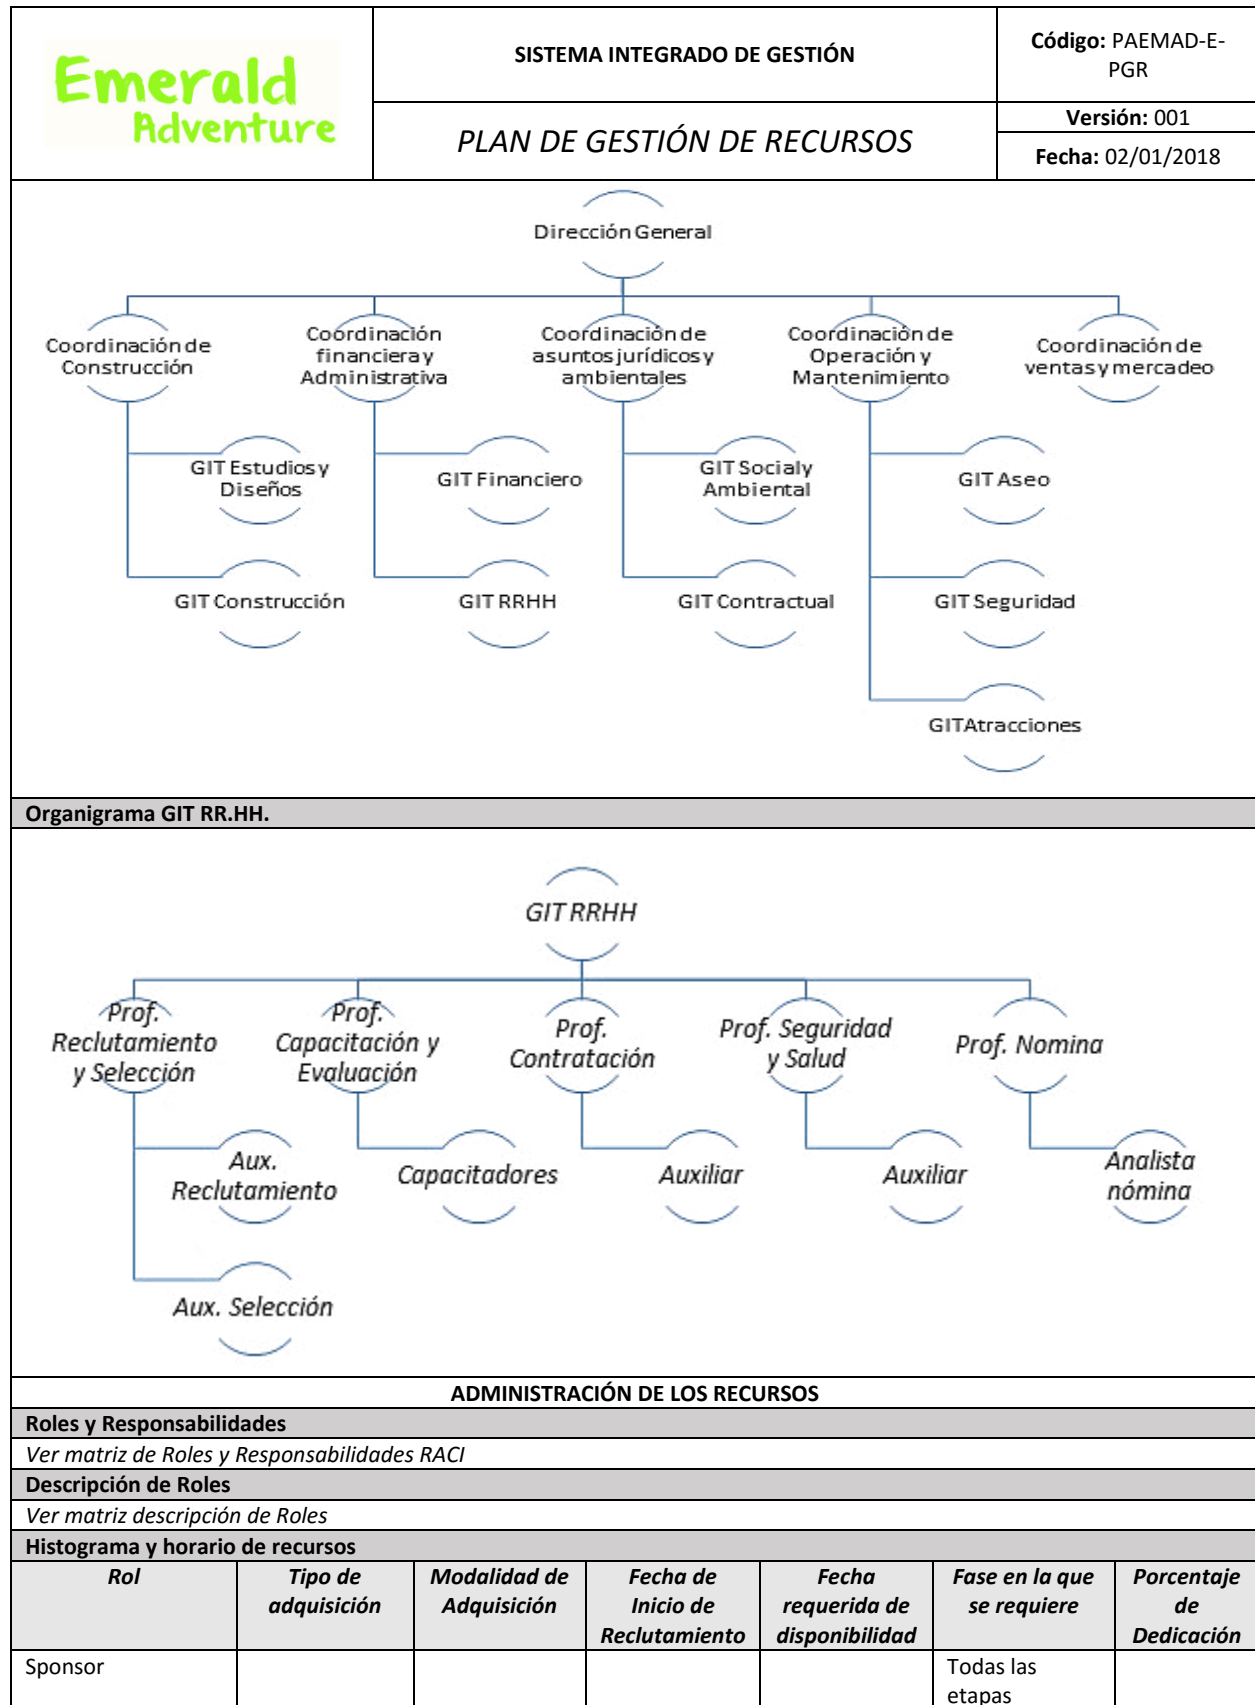 Emerald
Adventure
SISTEMA INTEGRADO DE GESTIÓN
Código: PAEMAD-E-
PGR
PLAN DE GESTIÓN DE RECURSOS
Versión: 001
Fecha: 02/01/2018
Dirección General
Coordinación de
Construcción
Coordinación
financiera y
Administrativa
Coordinación de
asuntos jurídicos y
ambientales
Coordinación de
Operación y
Mantenimiento
Coordinación de
ventas y mercadeo
GIT Estudios y
Diseños
GIT Financiero
GIT Social y
Ambiental
GIT Aseo
GIT Construcción
GIT RRHH
GIT Contractual
GIT Seguridad
GIT Atracciones
Organigrama GIT RR.HH.
GIT RRHH
Prof.
Reclutamiento
y Selección
Prof.
Capacitación y
Evaluación
Prof.
Contratación
Prof. Seguridad
y Salud
Prof. Nomina
Aux.
Reclutamiento
Capacitadores
Auxiliar
Auxiliar
Analista
nómina
Aux. Selección
ADMINISTRACIÓN DE LOS RECURSOS
Roles y Responsabilidades
Ver matriz de Roles y Responsabilidades RACI
Descripción de Roles
Ver matriz descripción de Roles
Histograma y horario de recursos
Rol
Tipo de
adquisición
Modalidad de
Adquisición
Fecha de
Inicio de
Reclutamiento
Fecha
requerida de
disponibilidad
Fase en la que
se requiere
Porcentaje
de
Dedicación
Sponsor
Todas las
etapas